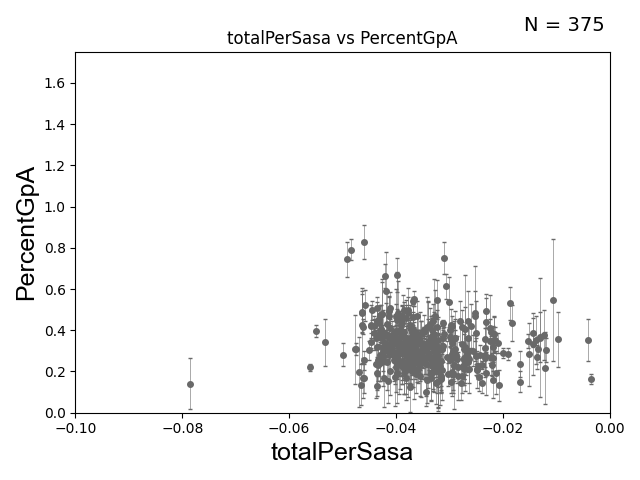 N = 375
totalPerSasa vs PercentGpA
PercentGpA
1.6
1.4
1.2
1.0
0.8
0.6
0.4
0.2
0.0
−0.10 −0.08 −0.06 −0.04 −0.02 0.00
totalPerSasa